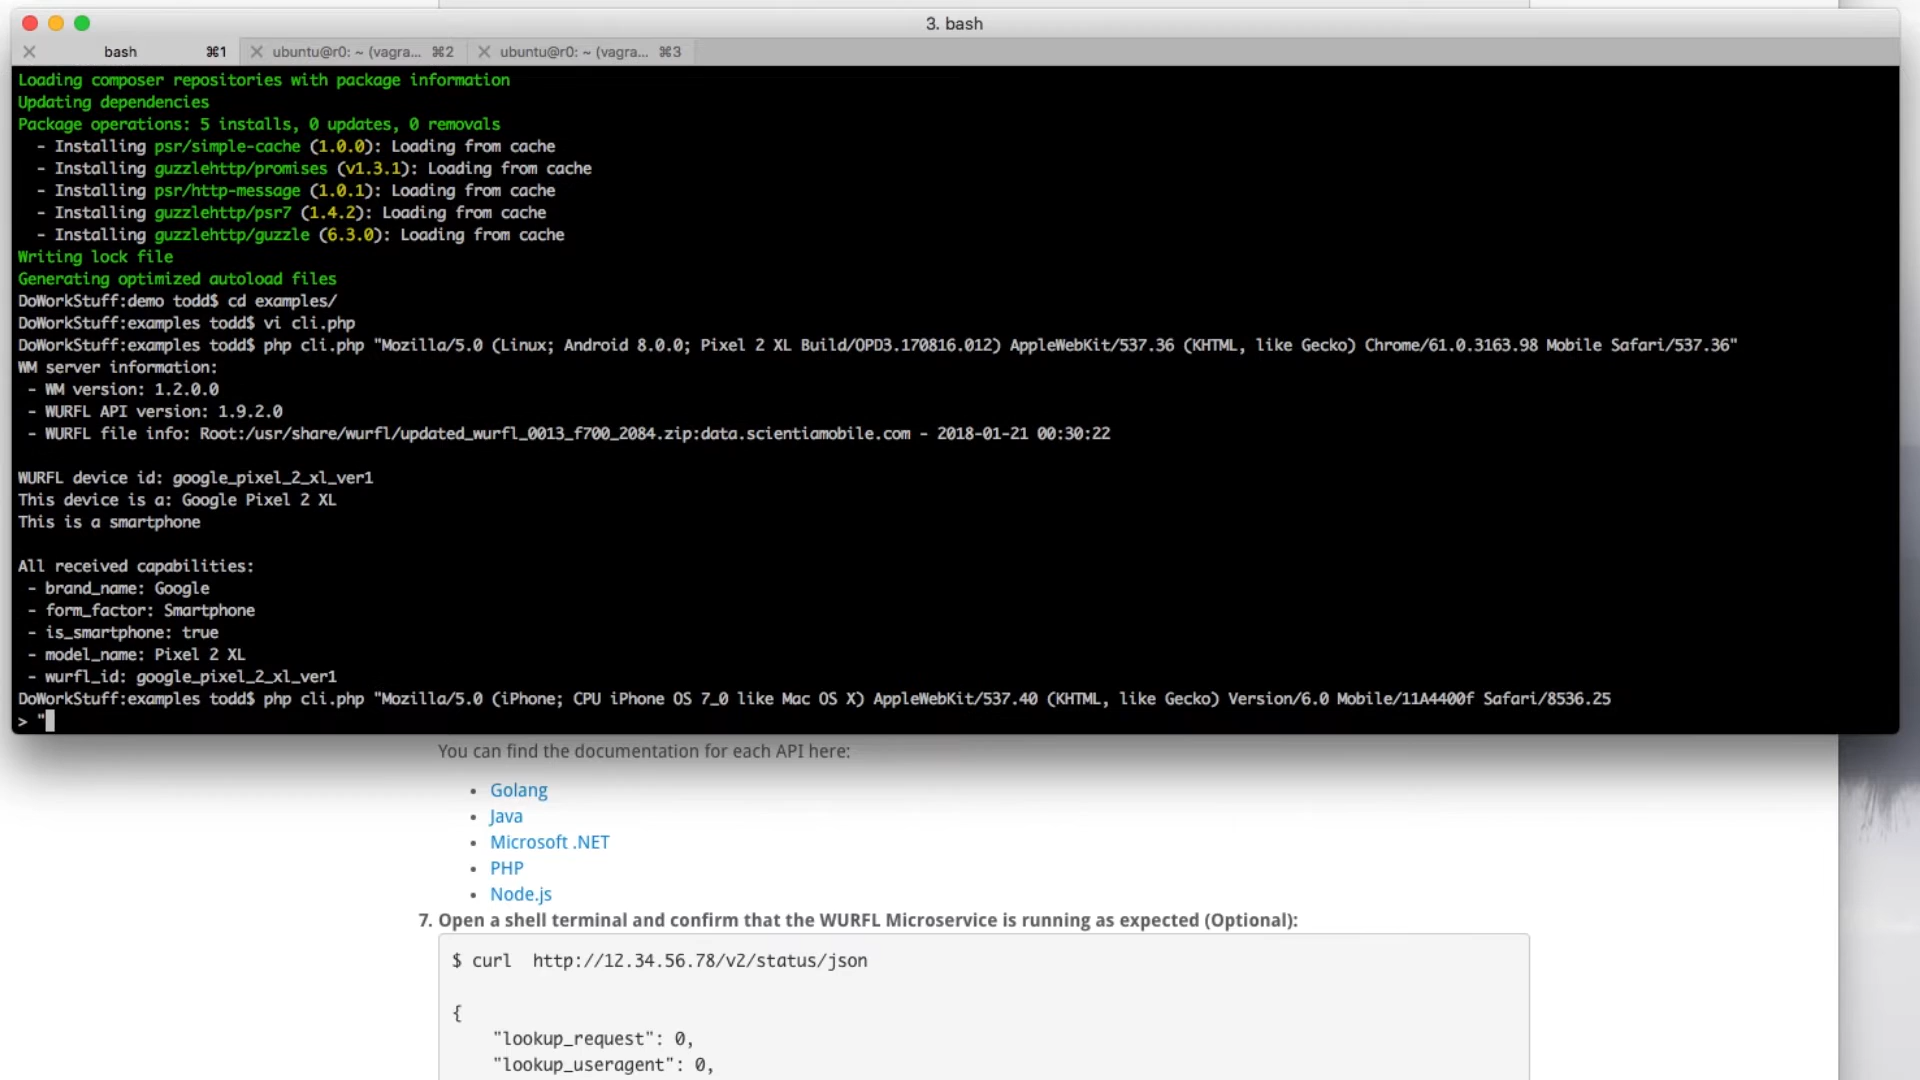 3. bash
bash ⌘1 ubuntu@r0: ~ (vagra... ⌘2 ubuntu@r0: ~ (vagra... ⌘3
Loading composer repositories with package information
Updating dependencies
Package operations: 5 installs, 0 updates, 0 removals
- Installing psr/simple-cache (1.0.0): Loading from cache
- Installing guzzlehttp/promises (v1.3.1): Loading from cache
- Installing psr/http-message (1.0.1): Loading from cache
- Installing guzzlehttp/psr7 (1.4.2): Loading from cache
- Installing guzzlehttp/guzzle (6.3.0): Loading from cache
Writing lock file
Generating optimized autoload files
DoWorkStuff:demo todd$ cd examples/
DoWorkStuff:examples todd$ vi cli.php
DoWorkStuff:examples todd$ php cli.php "Mozilla/5.0 (Linux; Android 8.0.0; Pixel 2 XL Build/OPD3.170816.012) AppleWebKit/537.36 (KHTML, like Gecko) Chrome/61.0.3163.98 Mobile Safari/537.36"
WM server information:
- WM version: 1.2.0.0
- WURFL API version: 1.9.2.0
- WURFL file info: Root:/usr/share/wurfl/updated_wurfl_0013_f700_2084.zip:data.scientiamobile.com - 2018-01-21 00:30:22
WURFL device id: google_pixel_2_xl_ver1
This device is a: Google Pixel 2 XL
This is a smartphone
All received capabilities:
- brand_name: Google
- form_factor: Smartphone
- is_smartphone: true
- model_name: Pixel 2 XL
- wurfl_id: google_pixel_2_xl_ver1
DoWorkStuff:examples todd$ php cli.php "Mozilla/5.0 (iPhone; CPU iPhone OS 7_0 like Mac OS X) AppleWebKit/537.40 (KHTML, like Gecko) Version/6.0 Mobile/11A4400f Safari/8536.25
> "
You can find the documentation for each API here:
• Golang
• Java
• Microsoft .NET
• PHP
• Node.js
7. Open a shell terminal and confirm that the WURFL Microservice is running as expected (Optional):
$ curl http://12.34.56.78/v2/status/json
{
"lookup_request": 0,
"lookup_useragent": 0,